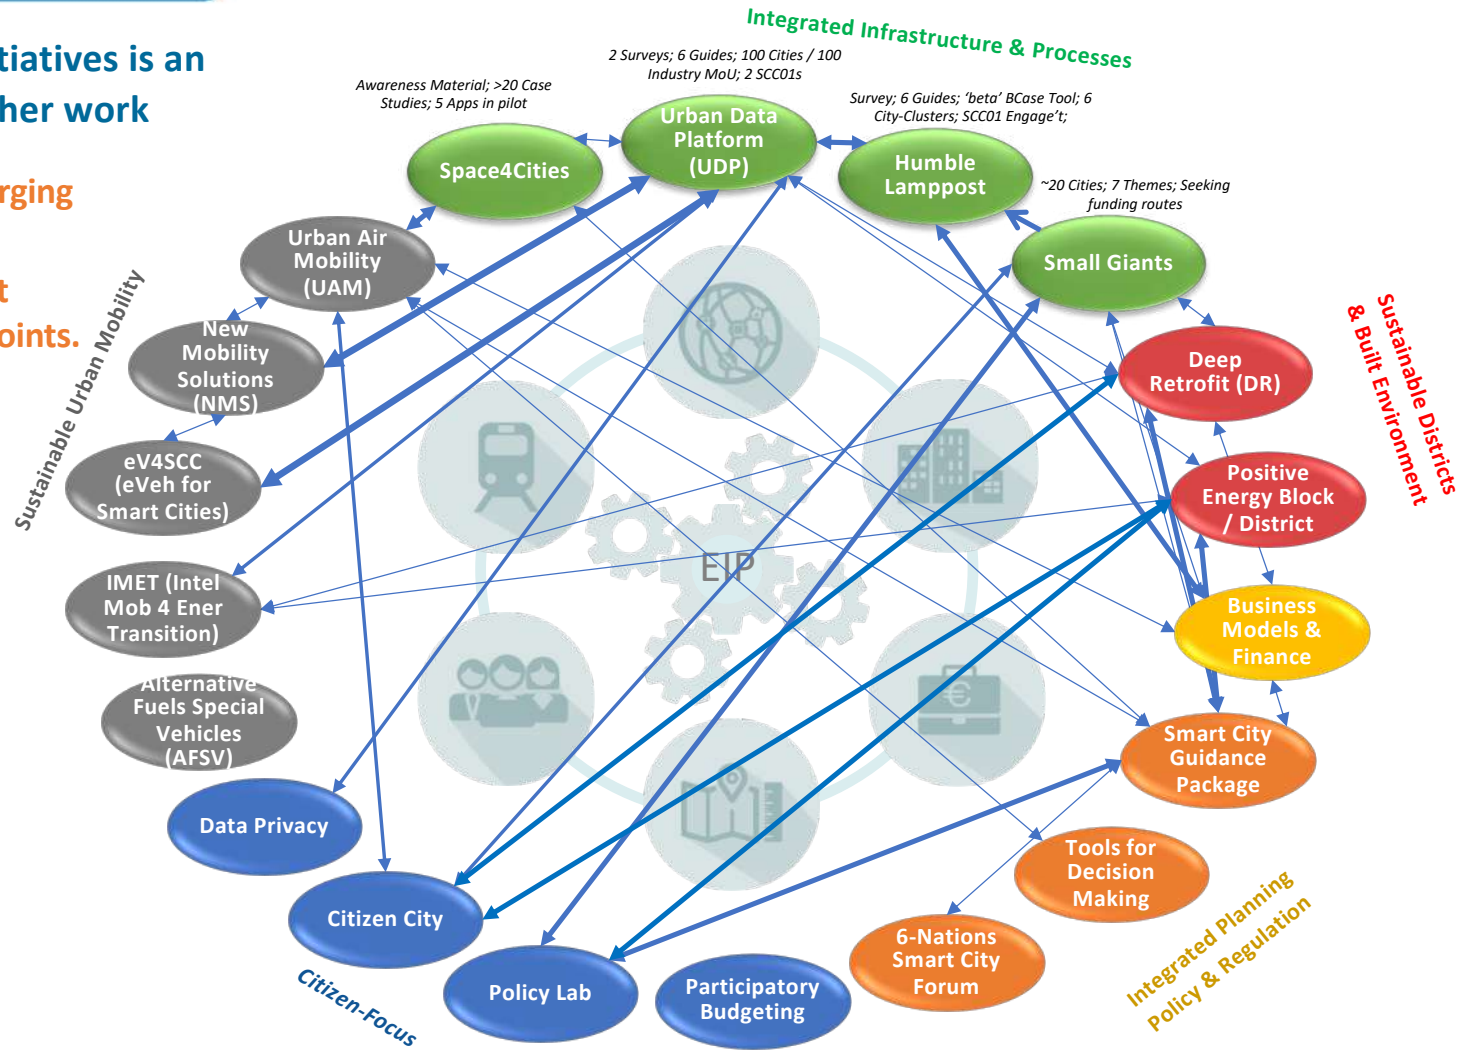 tiatives is an
her work
rging
t
oints.
Integrated Infrastructure & Processes
2 Surveys; 6 Guides; 100 Cities / 100
Industry MoU; 2 SCC01s
Awareness Material; >20 Case
Studies; 5 Apps in pilot
Survey; 6 Guides; ‘beta’ BCase Tool; 6
City-Clusters; SCC01 Engage’t;
~20 Cities; 7 Themes; Seeking
funding routes
Urban Data
Platform
(UDP)
Space4Cities
Humble
Lamppost
Small Giants
Urban Air
Mobility
(UAM)
New
Mobility
Solutions
(NMS)
eV4SCC
(eVeh for
Smart Cities)
IMET (Intel
Mob 4 Ener
Transition)
Alternative
Fuels Special
Vehicles
(AFSV)
Sustainable Urban Mobility
Deep
Retrofit (DR)
Positive
Energy Block
/ District
Sustainable Districts
& Built Environment
EIP
Business
Models &
Finance
Smart City
Guidance
Package
Tools for
Decision
Making
6-Nations
Smart City
Forum
Integrated Planning
Policy & Regulation
Data Privacy
Citizen City
Policy Lab
Participatory
Budgeting
Citizen-Focus